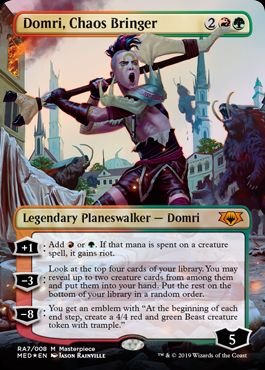 Domri, Chaos Bringer 2
Legendary Planeswalker — Domri
+1: Add or . If that mana is spent on a creature
spell, it gains riot.
−3: Look at the top four cards of your library. You may
reveal up to two creature cards from among them
and put them into your hand. Put the rest on the
bottom of your library in a random order.
−8: You get an emblem with "At the beginning of each
end step, create a 4/4 red and green Beast creature
token with trample."
5
RA7/008 M Masterpiece
MED EN Jason Rainville
™ & © 2019 Wizards of the Coast